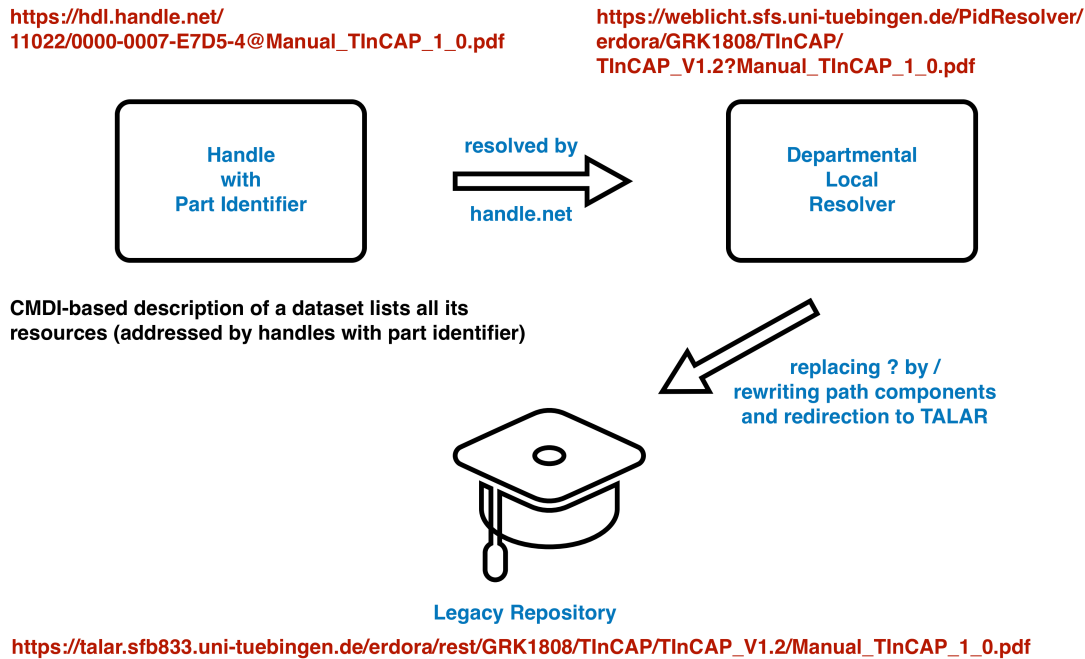 https://hdl.handle.net/
11022/0000-0007-E7D5-4@Manual_TInCAP_1_0.pdf
https://weblicht.sfs.uni-tuebingen.de/PidResolver/
erdora/GRK1808/TInCAP/
TInCAP_V1.2?Manual_TInCAP_1_0.pdf
Handle
with
Part Identifier
resolved by
handle.net
Departmental
Local
Resolver
CMDI-based description of a dataset lists all its
resources (addressed by handles with part identifier)
replacing ? by /
rewriting path components
and redirection to TALAR
Legacy Repository
https://talar.sfb833.uni-tuebingen.de/erdora/rest/GRK1808/TInCAP/TInCAP_V1.2/Manual_TInCAP_1_0.pdf